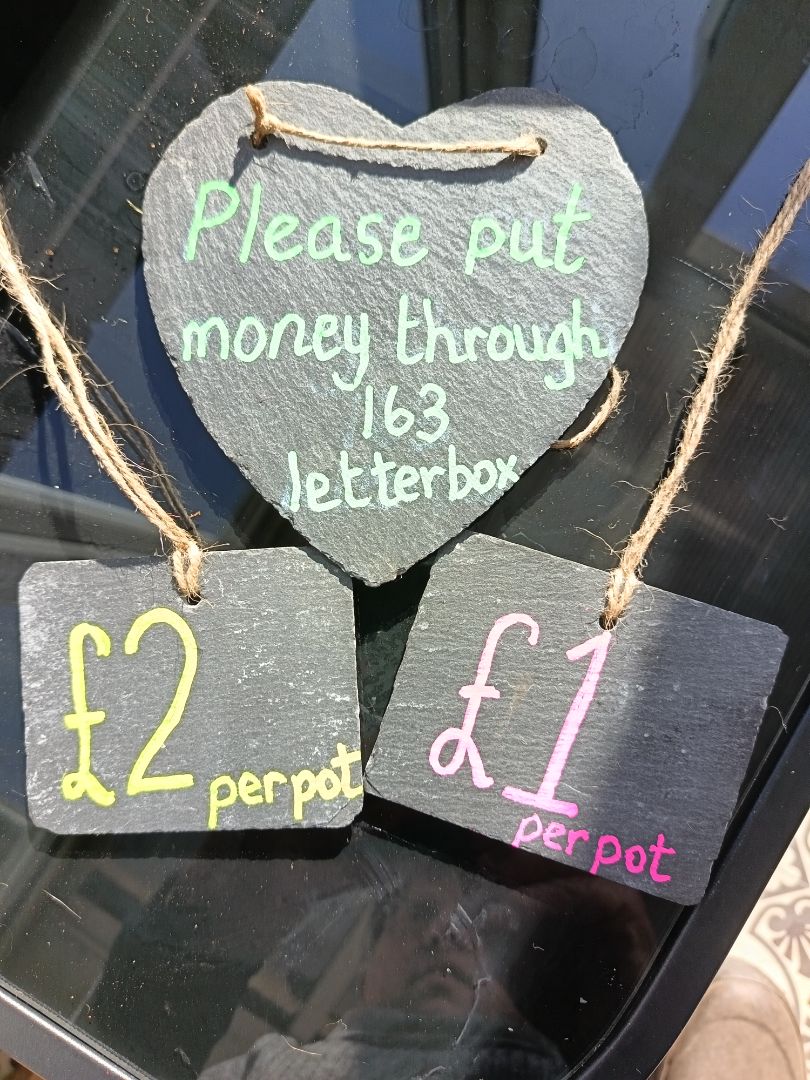 Please put
money through
163
letterbox
£2 per pot
£1
per pot